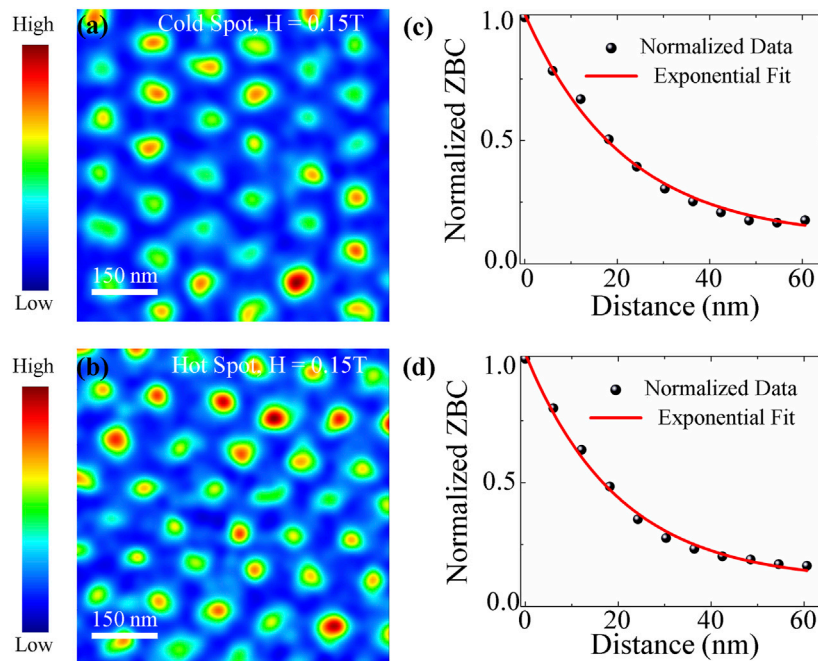 High
(a)
Cold Spot, H = 0.15T
150 nm
Low
(c)
Normalized ZBC
1.0
0.5
0.0
Normalized Data
Exponential Fit
0 20 40 60
Distance (nm)
High
(b)
Hot Spot, H = 0.15T
150 nm
Low
(d)
Normalized ZBC
1.0
0.5
0.0
Normalized Data
Exponential Fit
0 20 40 60
Distance (nm)